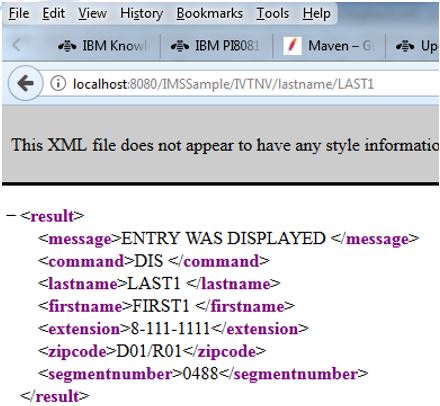 File Edit View History Bookmarks Tools Help
IBM Knowl IBM PI8081 Maven – G Up
localhost:8080/IMSSample/IVTNV/lastname/LAST1
This XML file does not appear to have any style informatio
– <result>
<message>ENTRY WAS DISPLAYED </message>
<command>DIS </command>
<lastname>LAST1 </lastname>
<firstname>FIRST1 </firstname>
<extension>8-111-1111</extension>
<zipcode>D01/R01</zipcode>
<segmentnumber>0488</segmentnumber>
</result>